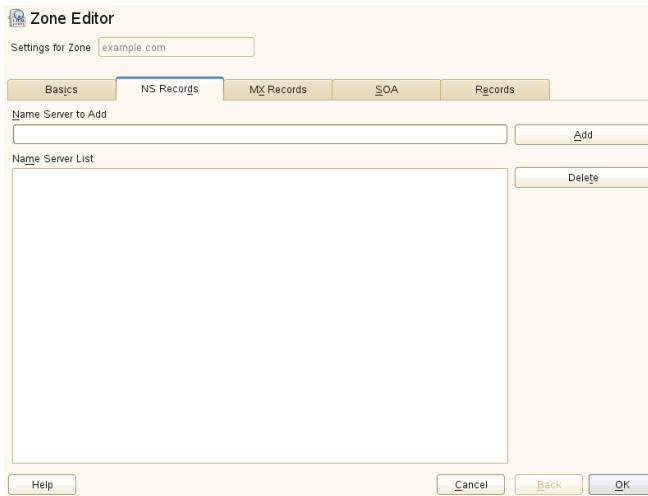 Zone Editor
Settings for Zone example.com
Basics NS Records MX Records SOA Records
Name Server to Add
Add
Name Server List
Delete
Help Cancel Back OK